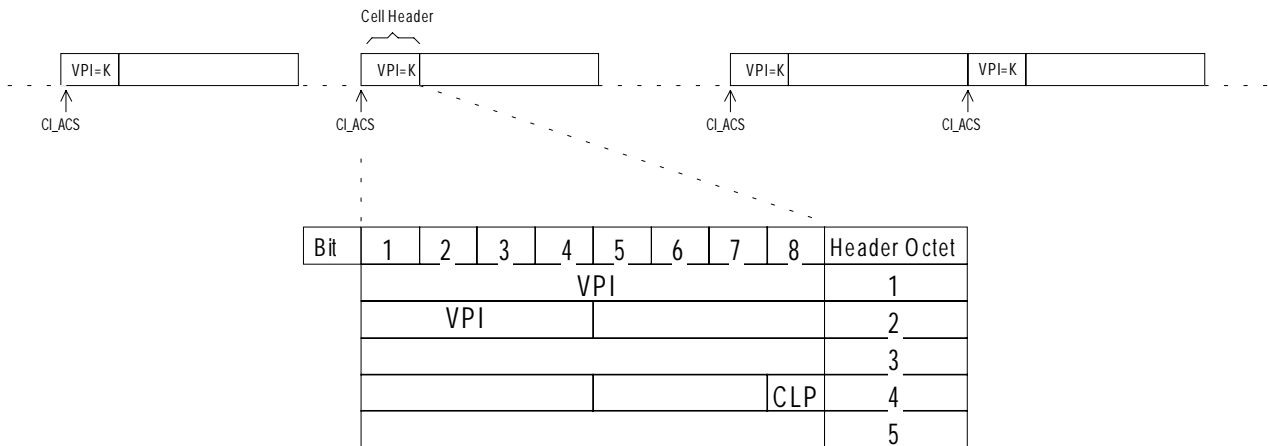 Cell Header
VPI=K VPI=K VPI=K VPI=K
CI_ACS CI_ACS CI_ACS CI_ACS
Bit 1 2 3 4 5 6 7 8 Header Octet
VPI 1
VPI 2
3
CLP 4
5